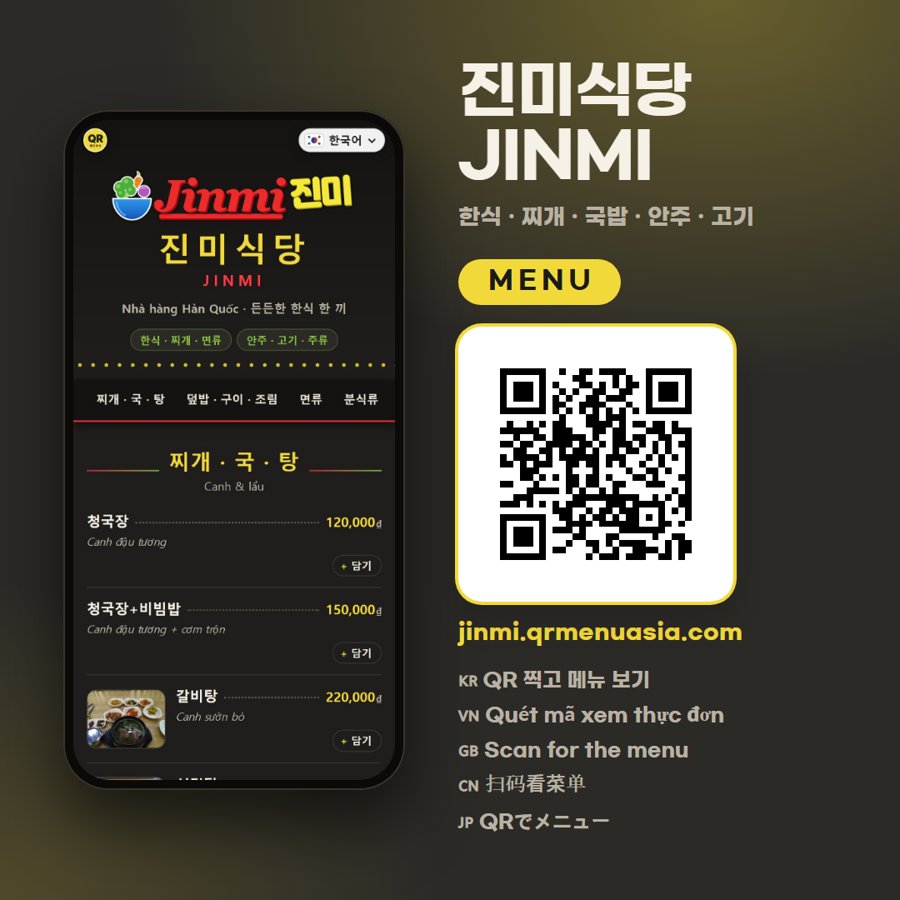 QR
MENU
한국어
Jinmi 진미
진미식당
JINMI
Nhà hàng Hàn Quốc · 든든한 한식 한 끼
한식 · 찌개 · 면류
안주 · 고기 · 주류
찌개 · 국 · 탕
덮밥 · 구이 · 조림
면류
분식류
찌개 · 국 · 탕
Canh & lẩu
청국장 120,000₫
Canh đậu tương
+ 담기
청국장+비빔밥 150,000₫
Canh đậu tương + cơm trộn
+ 담기
갈비탕 220,000₫
Canh sườn bò
+ 담기
진미식당
JINMI
한식 · 찌개 · 국밥 · 안주 · 고기
MENU
jinmi.qrmenuasia.com
KR QR 찍고 메뉴 보기
VN Quét mã xem thực đơn
GB Scan for the menu
CN 扫码看菜单
JP QRでメニュー